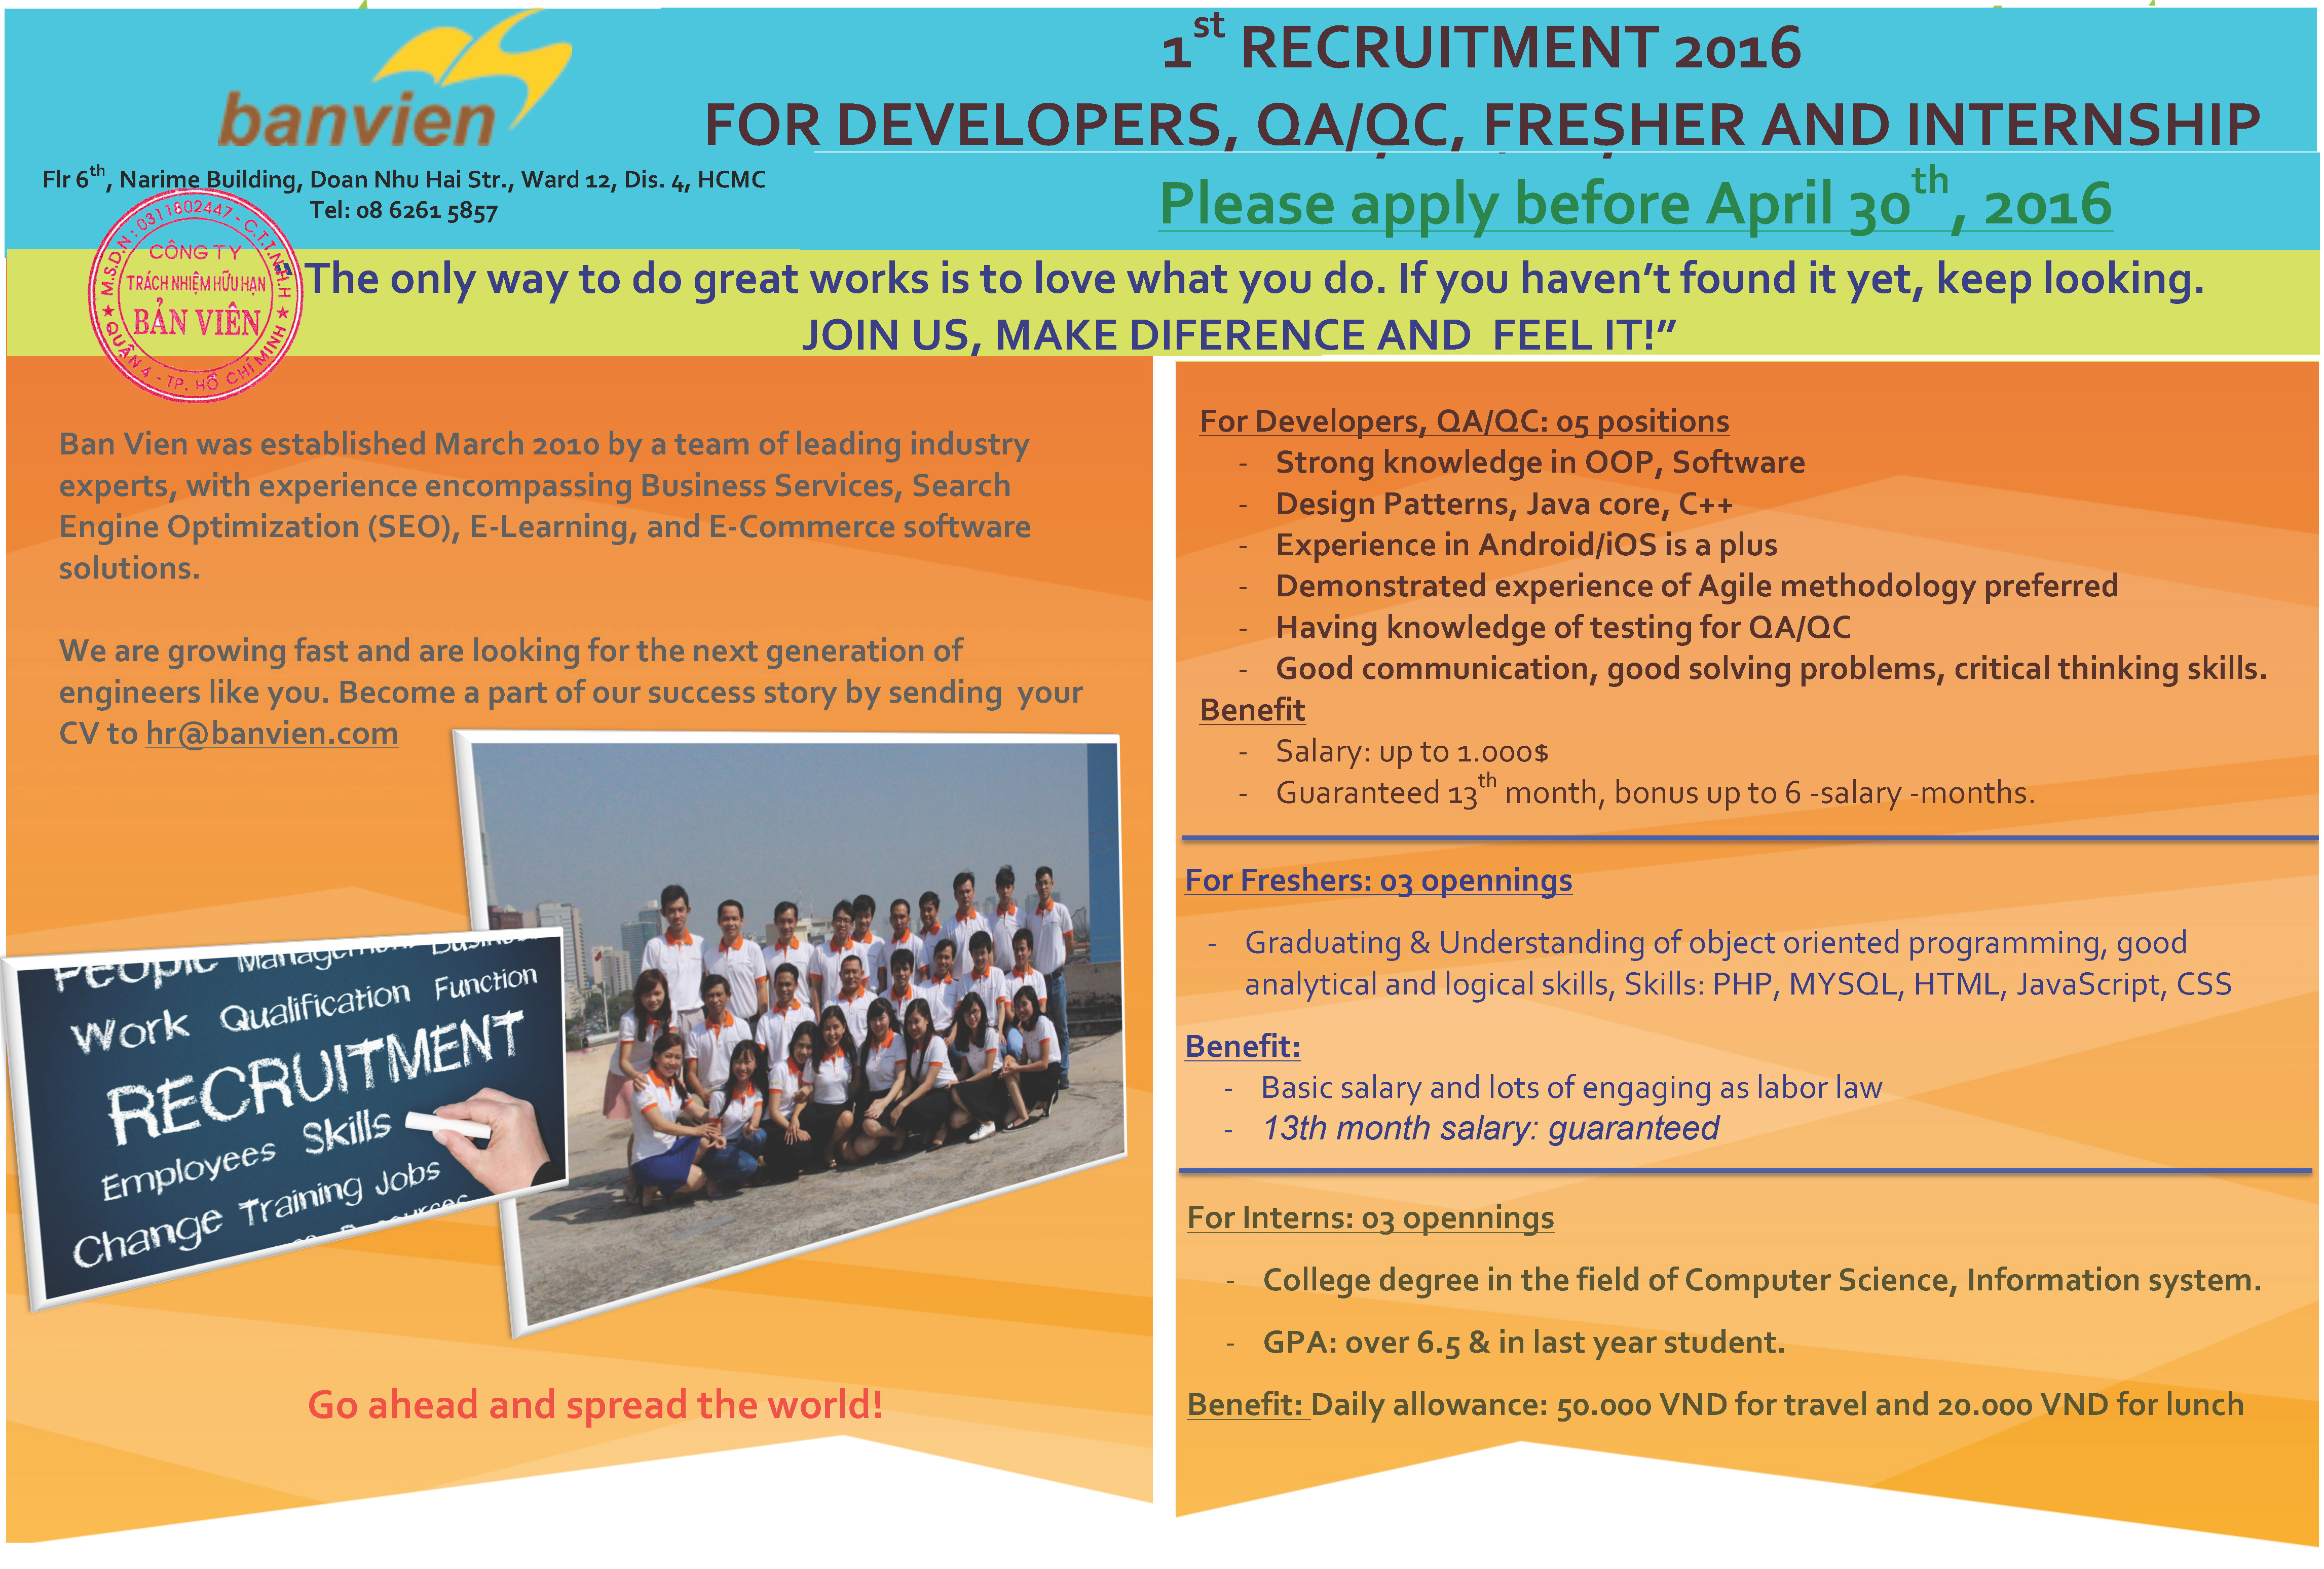 banvien
1st RECRUITMENT 2016
FOR DEVELOPERS, QA/QC, FRESHER AND INTERNSHIP
Flr 6th, Narime Building, Doan Nhu Hai Str., Ward 12, Dis. 4, HCMC
Tel: 08 6261 5857
Please apply before April 30th, 2016
M.S.D.N : 0311802447 - C.T.T.N.H.H
CÔNG TY
TRÁCH NHIỆM HỮU HẠN
BẢN VIÊN
QUẬN 4 - TP. HỒ CHÍ MINH
" The only way to do great works is to love what you do. If you haven't found it yet, keep looking.
JOIN US, MAKE DIFERENCE AND FEEL IT!"
Ban Vien was established March 2010 by a team of leading industry
experts, with experience encompassing Business Services, Search
Engine Optimization (SEO), E-Learning, and E-Commerce software
solutions.
We are growing fast and are looking for the next generation of
engineers like you. Become a part of our success story by sending your
CV to hr@banvien.com
People Management Business
Work Qualification Function
RECRUITMENT
Employees Skills
Change Training Jobs
Resources
Go ahead and spread the world!
For Developers, QA/QC: 05 positions
- Strong knowledge in OOP, Software
- Design Patterns, Java core, C++
- Experience in Android/iOS is a plus
- Demonstrated experience of Agile methodology preferred
- Having knowledge of testing for QA/QC
- Good communication, good solving problems, critical thinking skills.
Benefit
- Salary: up to 1.000$
- Guaranteed 13th month, bonus up to 6 -salary -months.
For Freshers: 03 opennings
- Graduating & Understanding of object oriented programming, good
analytical and logical skills, Skills: PHP, MYSQL, HTML, JavaScript, CSS
Benefit:
- Basic salary and lots of engaging as labor law
- 13th month salary: guaranteed
For Interns: 03 opennings
- College degree in the field of Computer Science, Information system.
- GPA: over 6.5 & in last year student.
Benefit: Daily allowance: 50.000 VND for travel and 20.000 VND for lunch